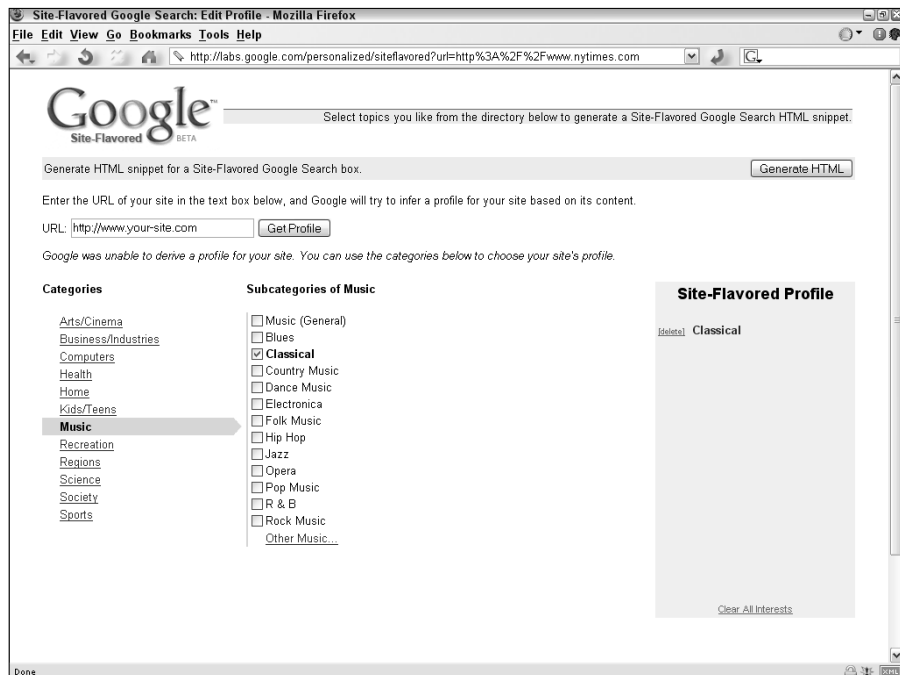 Site-Flavored Google Search: Edit Profile - Mozilla Firefox
File Edit View Go Bookmarks Tools Help
http://labs.google.com/personalized/siteflavored?url=http%3A%2F%2Fwww.nytimes.com
G
Google™
Site-Flavored BETA
Select topics you like from the directory below to generate a Site-Flavored Google Search HTML snippet.
Generate HTML snippet for a Site-Flavored Google Search box.
Generate HTML
Enter the URL of your site in the text box below, and Google will try to infer a profile for your site based on its content.
URL: http://www.your-site.com Get Profile
Google was unable to derive a profile for your site. You can use the categories below to choose your site's profile.
Categories
Arts/Cinema
Business/Industries
Computers
Health
Home
Kids/Teens
Music
Recreation
Regions
Science
Society
Sports
Subcategories of Music
Music (General)
Blues
Classical
Country Music
Dance Music
Electronica
Folk Music
Hip Hop
Jazz
Opera
Pop Music
R & B
Rock Music
Other Music...
Site-Flavored Profile
[delete] Classical
Clear All Interests
Done
XML